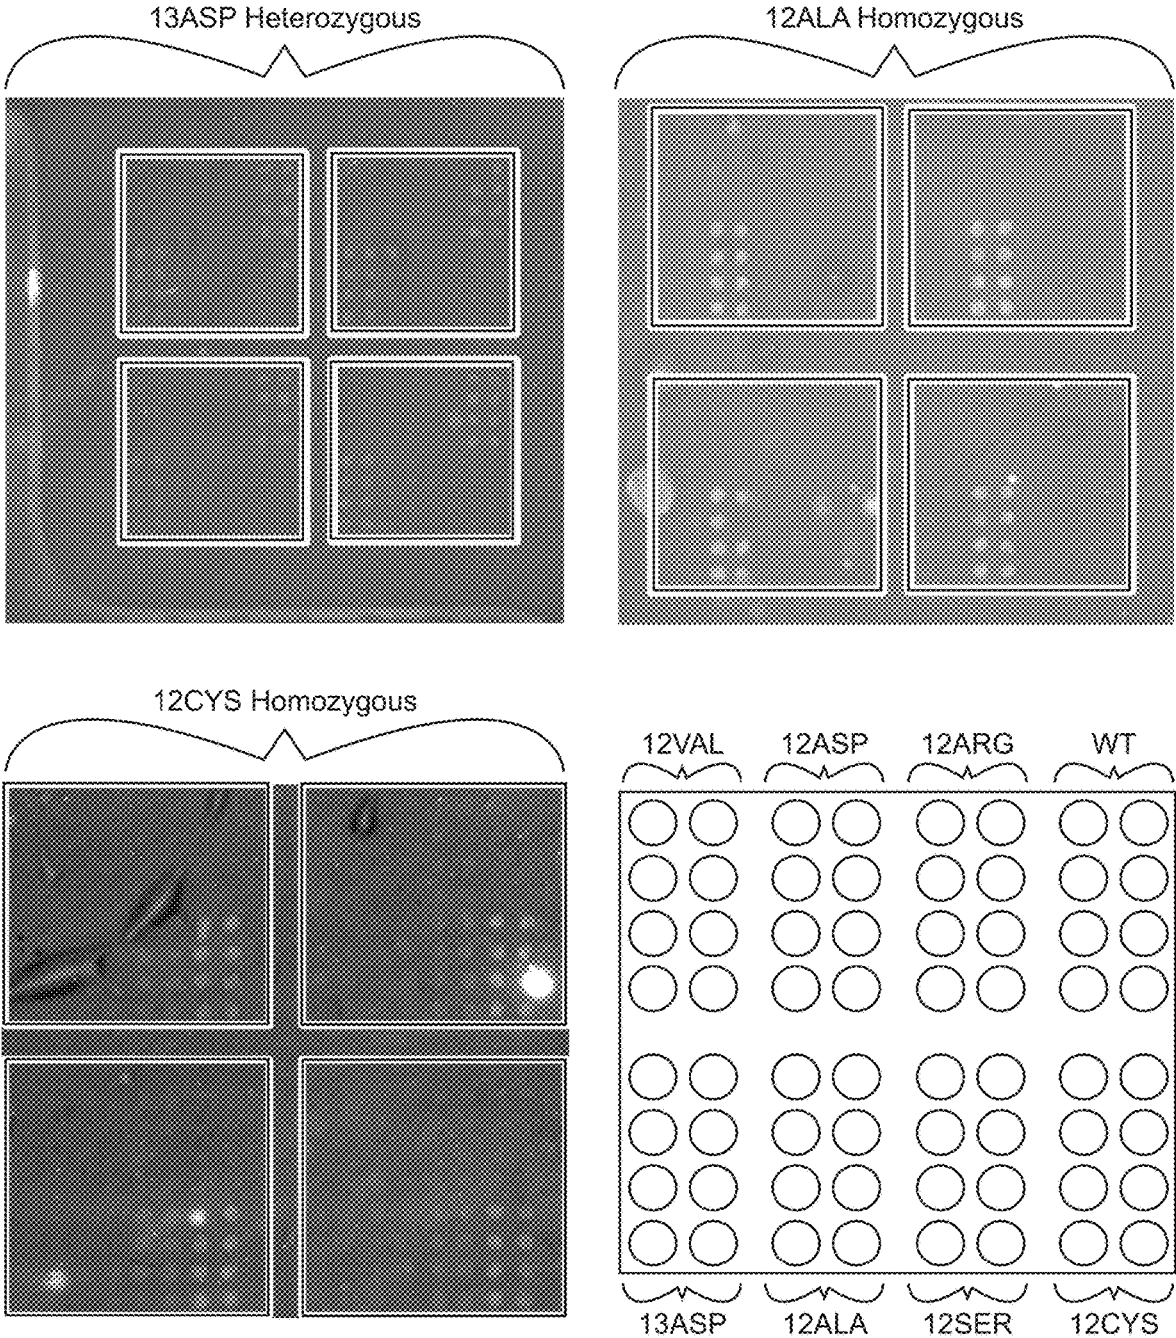 13ASP Heterozygous
12ALA Homozygous
12CYS Homozygous
12VAL 12ASP 12ARG WT
13ASP 12ALA 12SER 12CYS